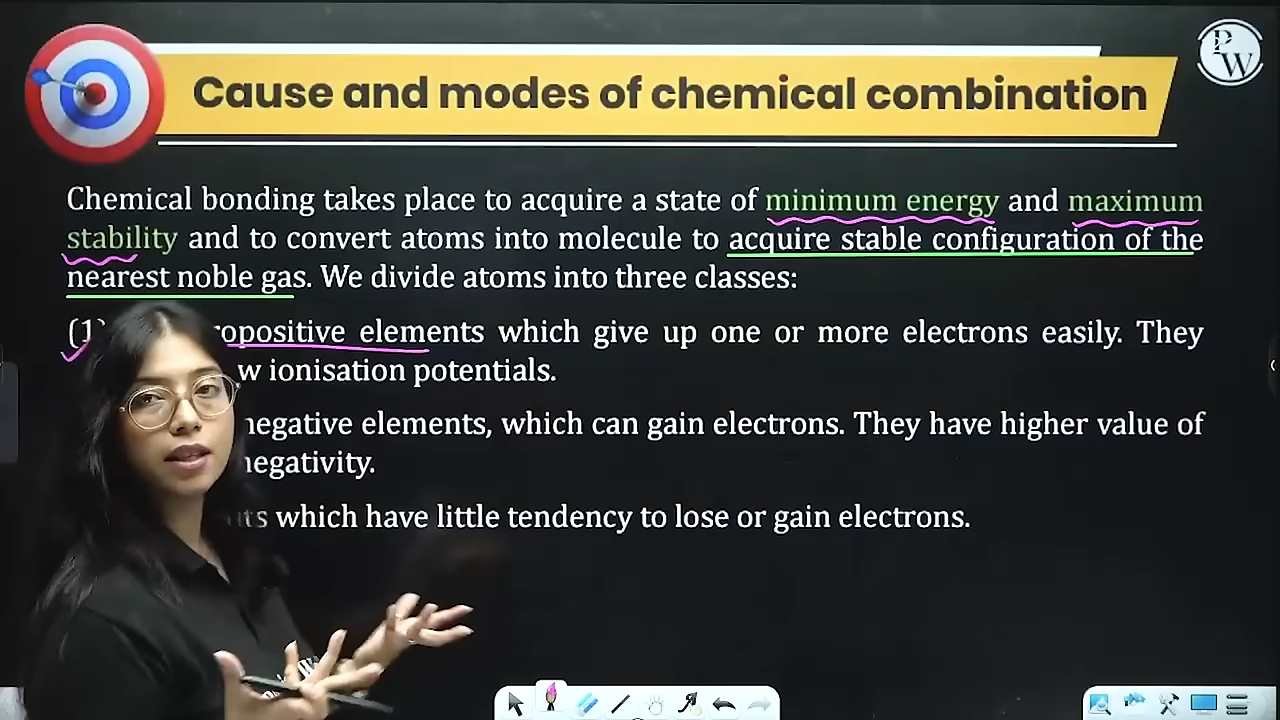 Cause and modes of chemical combination
PW
Chemical bonding takes place to acquire a state of minimum energy and maximum
stability and to convert atoms into molecule to acquire stable configuration of the
nearest noble gas. We divide atoms into three classes:
(1) opositive elements which give up one or more electrons easily. They
w ionisation potentials.
negative elements, which can gain electrons. They have higher value of
negativity.
ts which have little tendency to lose or gain electrons.